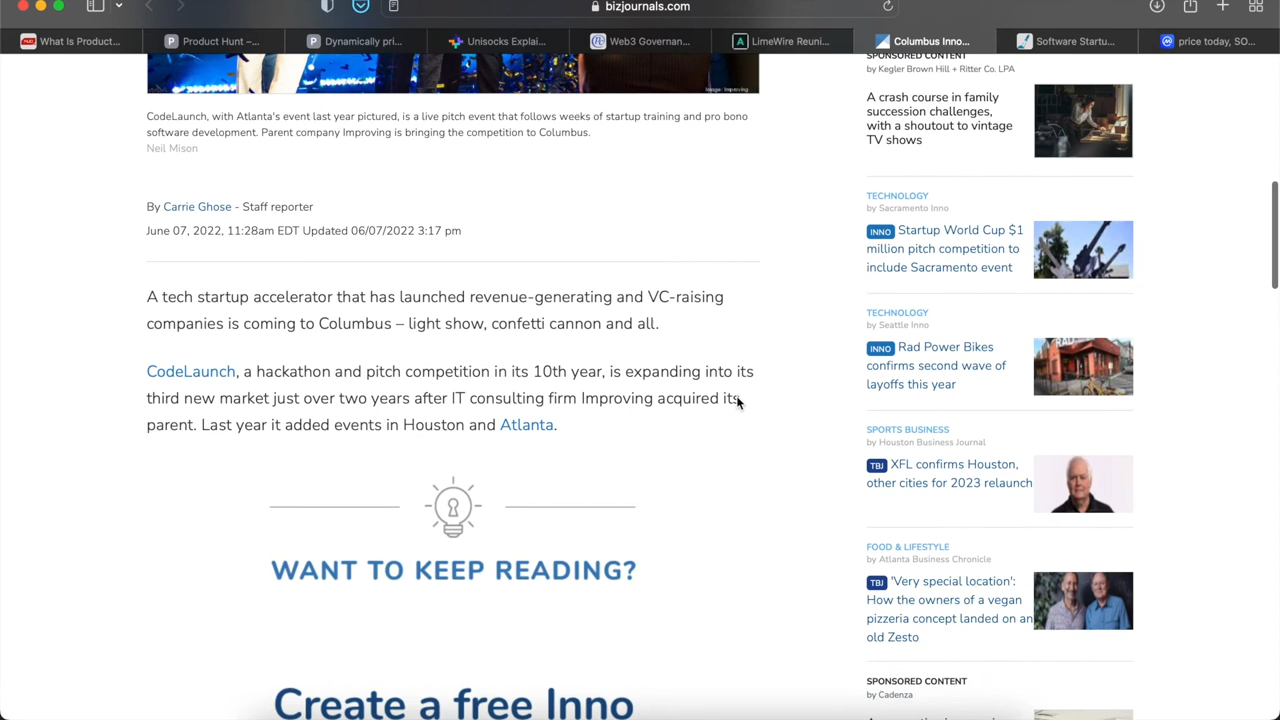 bizjournals.com
What Is Product...
Product Hunt –...
Dynamically pri...
Unisocks Explai...
Web3 Governan...
LimeWire Reuni...
Columbus Inno...
Software Startu...
price today, SO...
CodeLaunch, with Atlanta's event last year pictured, is a live pitch event that follows weeks of startup training and pro bono
software development. Parent company Improving is bringing the competition to Columbus.
Neil Mison
By Carrie Ghose - Staff reporter
June 07, 2022, 11:28am EDT Updated 06/07/2022 3:17 pm
A tech startup accelerator that has launched revenue-generating and VC-raising
companies is coming to Columbus – light show, confetti cannon and all.
CodeLaunch, a hackathon and pitch competition in its 10th year, is expanding into its
third new market just over two years after IT consulting firm Improving acquired its
parent. Last year it added events in Houston and Atlanta.
WANT TO KEEP READING?
Create a free Inno
SPONSORED CONTENT
by Kegler Brown Hill + Ritter Co. LPA
A crash course in family
succession challenges,
with a shoutout to vintage
TV shows
TECHNOLOGY
by Sacramento Inno
INNO Startup World Cup $1
million pitch competition to
include Sacramento event
TECHNOLOGY
by Seattle Inno
INNO Rad Power Bikes
confirms second wave of
layoffs this year
SPORTS BUSINESS
by Houston Business Journal
TBJ XFL confirms Houston,
other cities for 2023 relaunch
FOOD & LIFESTYLE
by Atlanta Business Chronicle
TBJ 'Very special location':
How the owners of a vegan
pizzeria concept landed on an
old Zesto
SPONSORED CONTENT
by Cadenza